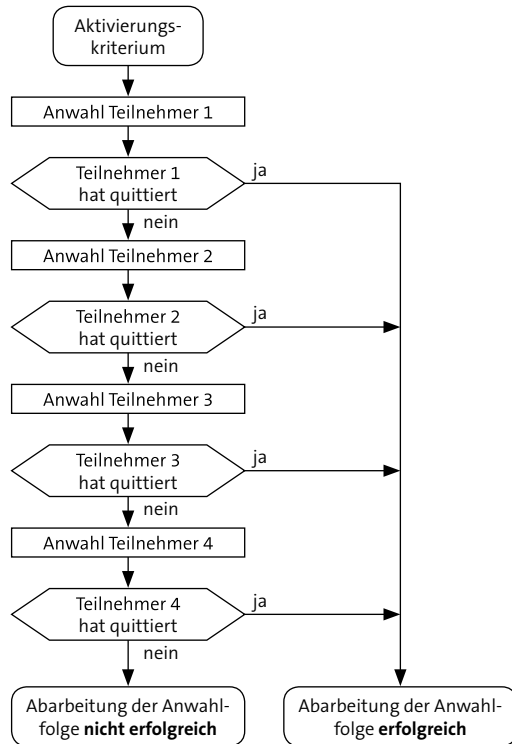 Aktivierungs-
kriterium
Anwahl Teilnehmer 1
Teilnehmer 1
hat quittiert
ja
nein
Anwahl Teilnehmer 2
Teilnehmer 2
hat quittiert
ja
nein
Anwahl Teilnehmer 3
Teilnehmer 3
hat quittiert
ja
nein
Anwahl Teilnehmer 4
Teilnehmer 4
hat quittiert
ja
nein
Abarbeitung der Anwahl-
folge nicht erfolgreich
Abarbeitung der Anwahl-
folge erfolgreich